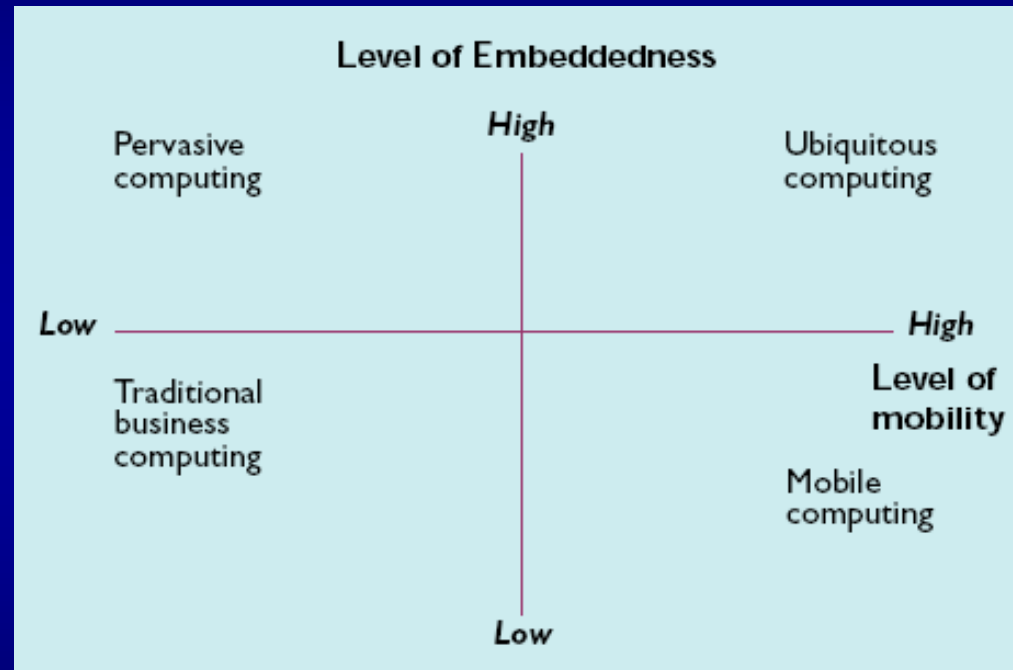 Level of Embeddedness
High
Pervasive
computing
Ubiquitous
computing
Low
High
Level of
mobility
Traditional
business
computing
Mobile
computing
Low